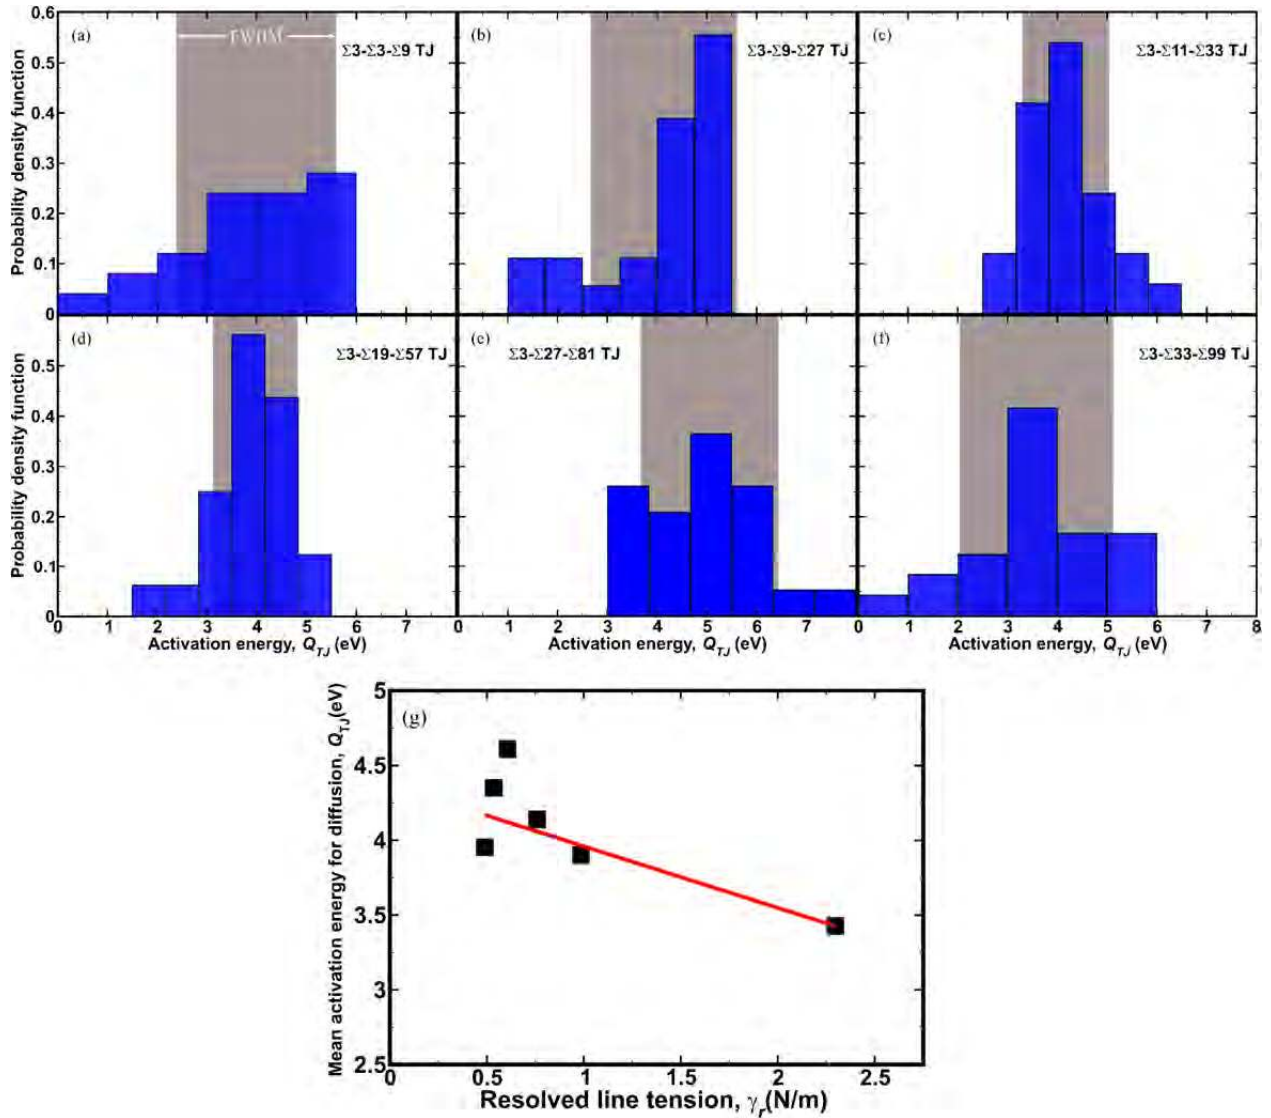 (a)
FWHM
Σ3-Σ3-Σ9 TJ
(b)
Σ3-Σ9-Σ27 TJ
(c)
Σ3-Σ11-Σ33 TJ
Probability density function
0.6
0.5
0.4
0.3
0.2
0.1
0
(d)
Σ3-Σ19-Σ57 TJ
(e)
Σ3-Σ27-Σ81 TJ
(f)
Σ3-Σ33-Σ99 TJ
Probability density function
0.5
0.4
0.3
0.2
0.1
0
0 1 2 3 4 5 6 7
0 1 2 3 4 5 6 7
0 1 2 3 4 5 6 7 8
Activation energy, Q_TJ (eV)
Activation energy, Q_TJ (eV)
Activation energy, Q_TJ (eV)
(g)
Mean activation energy for diffusion, Q_TJ(eV)
5
4.5
4
3.5
3
2.5
0 0.5 1 1.5 2 2.5
Resolved line tension, γ_r(N/m)